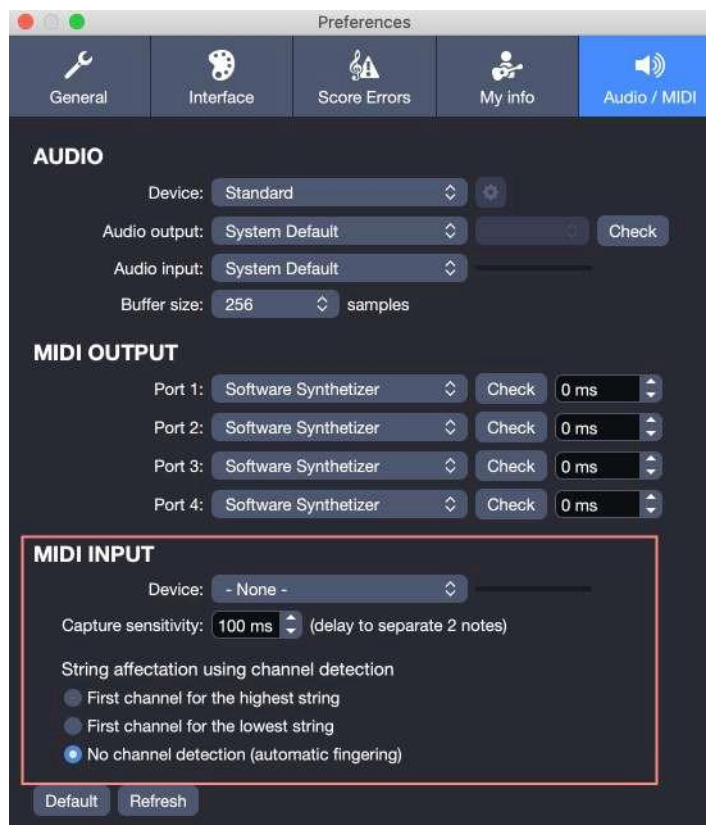 Preferences
General Interface Score Errors My info Audio / MIDI
AUDIO
Device: Standard
Audio output: System Default Check
Audio input: System Default
Buffer size: 256 samples
MIDI OUTPUT
Port 1: Software Synthetizer Check 0 ms
Port 2: Software Synthetizer Check 0 ms
Port 3: Software Synthetizer Check 0 ms
Port 4: Software Synthetizer Check 0 ms
MIDI INPUT
Device: - None -
Capture sensitivity: 100 ms (delay to separate 2 notes)
String affectation using channel detection
First channel for the highest string
First channel for the lowest string
No channel detection (automatic fingering)
Default Refresh